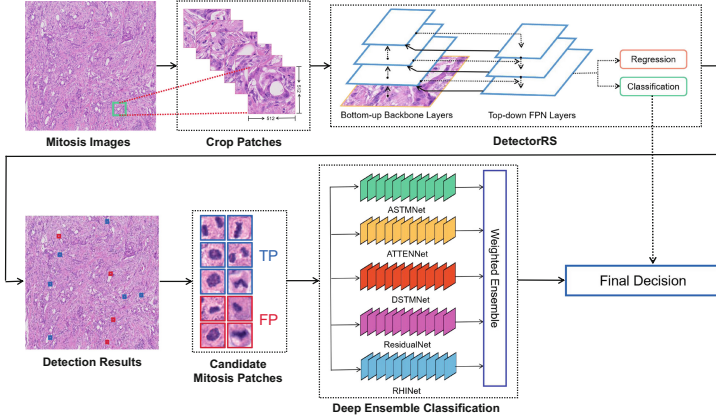 512
512
Regression
Classification
Bottom-up Backbone Layers
Top-down FPN Layers
Mitosis Images
Crop Patches
DetectorRS
ASTMNet
ATTENNet
DSTMNet
ResidualNet
RHINet
Weighted Ensemble
TP
FP
Final Decision
Detection Results
Candidate
Mitosis Patches
Deep Ensemble Classification